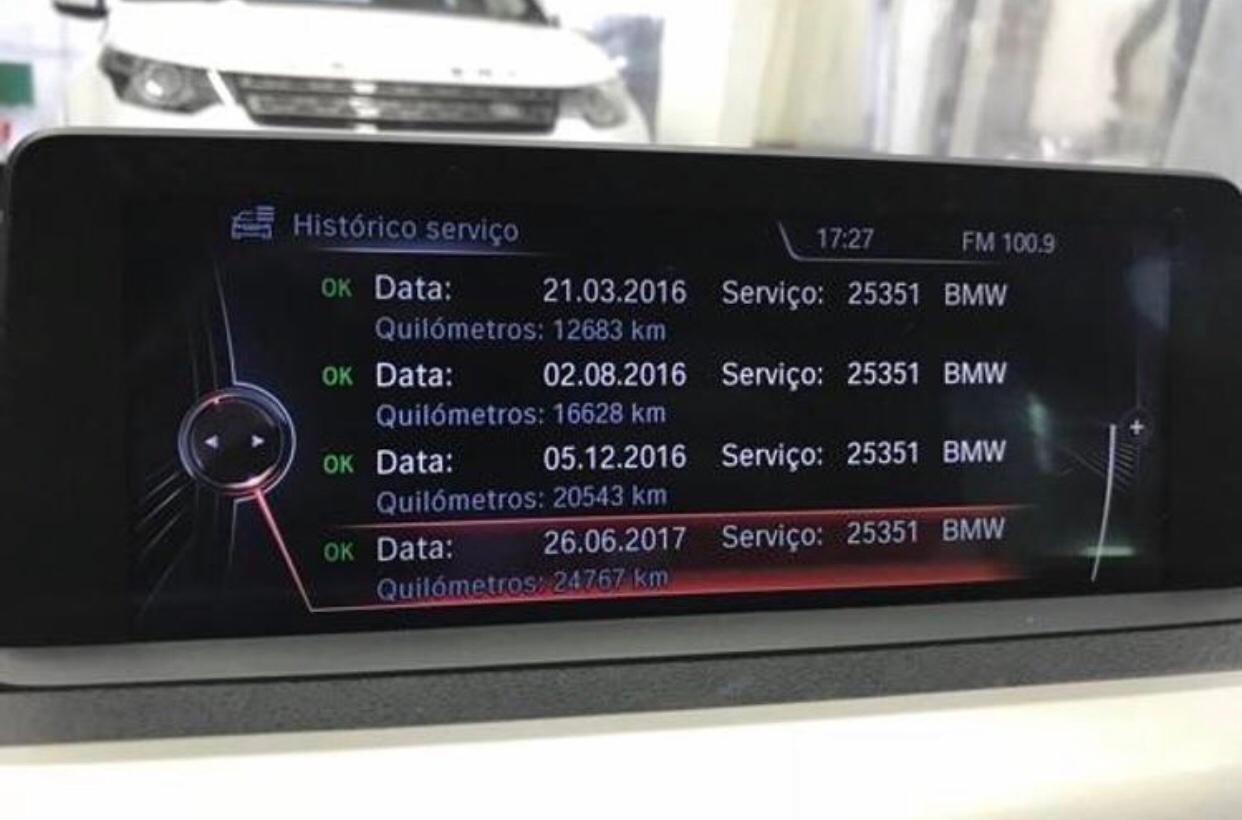 Histórico serviço 17:27 FM 100.9
OK Data: 21.03.2016 Serviço: 25351 BMW
Quilómetros: 12683 km
OK Data: 02.08.2016 Serviço: 25351 BMW
Quilómetros: 16628 km
OK Data: 05.12.2016 Serviço: 25351 BMW
Quilómetros: 20543 km
OK Data: 26.06.2017 Serviço: 25351 BMW
Quilómetros: 24767 km